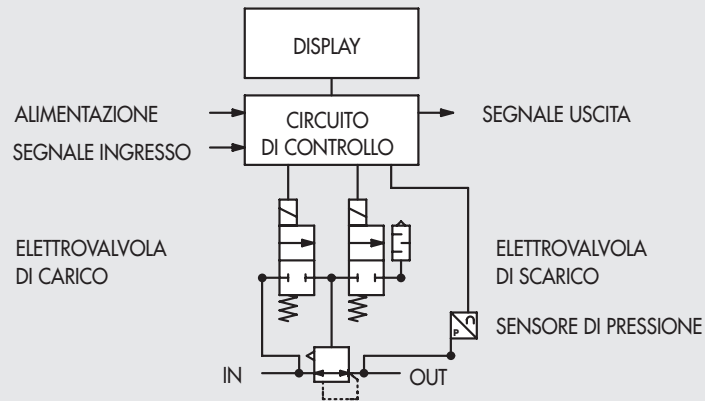 DISPLAY
ALIMENTAZIONE
SEGNALE INGRESSO
CIRCUITO
DI CONTROLLO
SEGNALE USCITA
ELETTROVALVOLA
DI CARICO
ELETTROVALVOLA
DI SCARICO
P
SENSORE DI PRESSIONE
IN
OUT